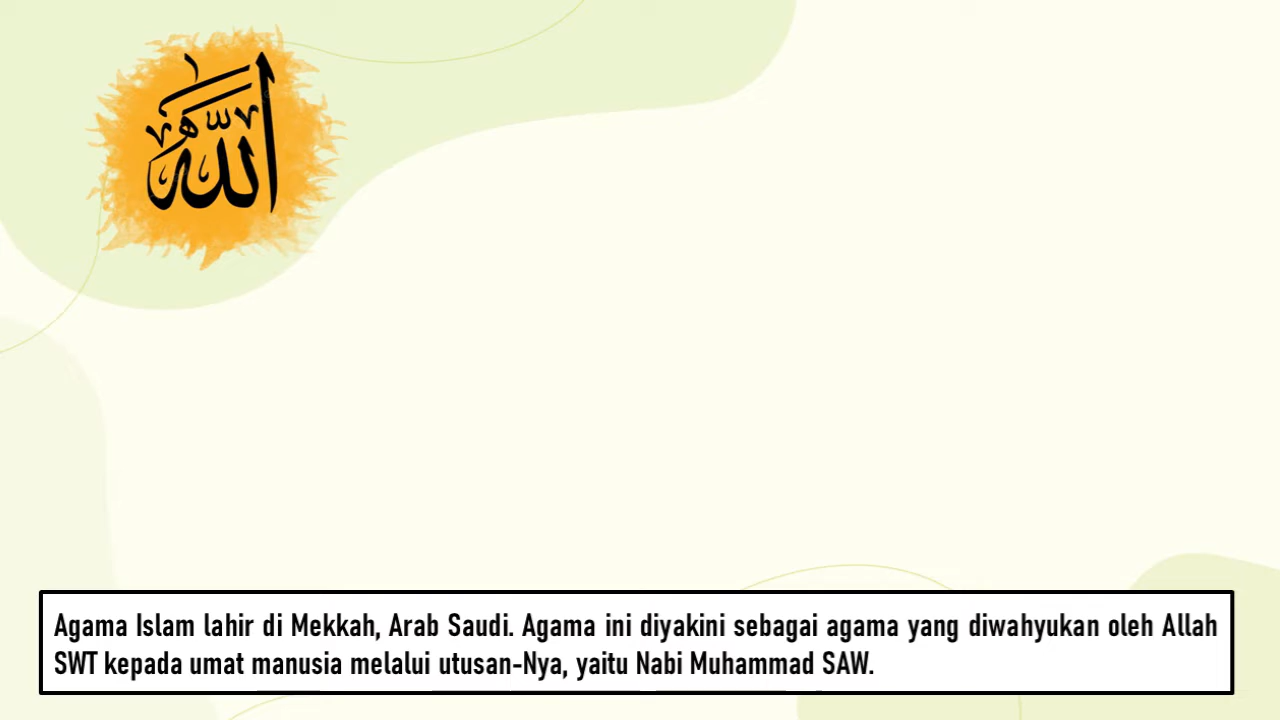 الله
Agama Islam lahir di Mekkah, Arab Saudi. Agama ini diyakini sebagai agama yang diwahyukan oleh Allah
SWT kepada umat manusia melalui utusan-Nya, yaitu Nabi Muhammad SAW.